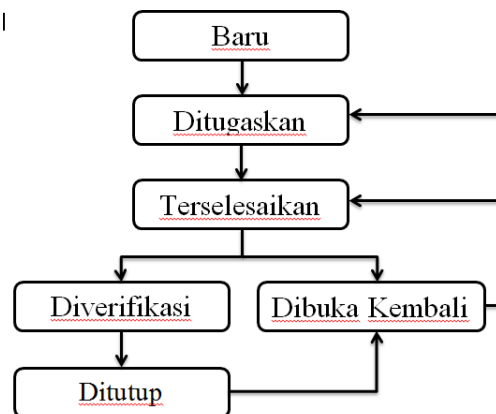 Baru
Ditugaskan
Terselesaikan
Diverifikasi
Dibuka Kembali
Ditutup